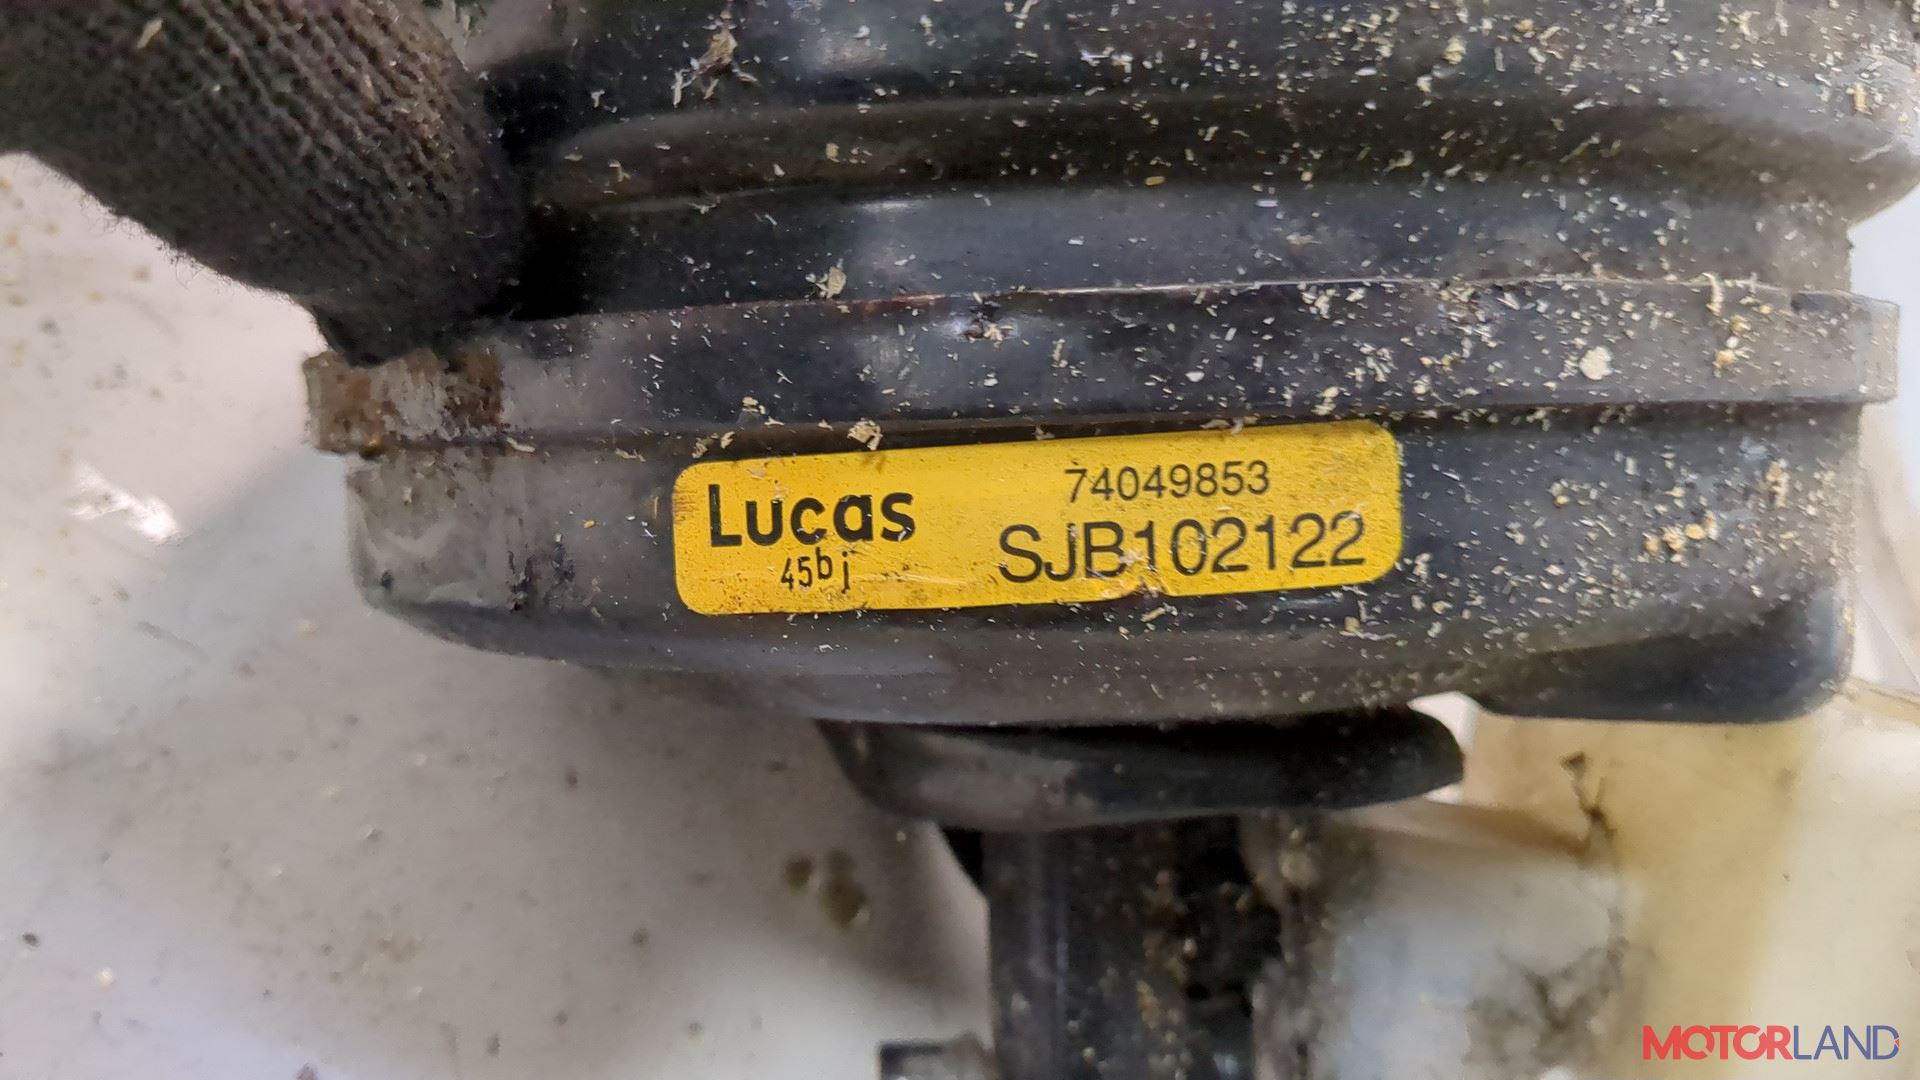 Lucas
45bj
74049853
SJB102122
MOTORLAND